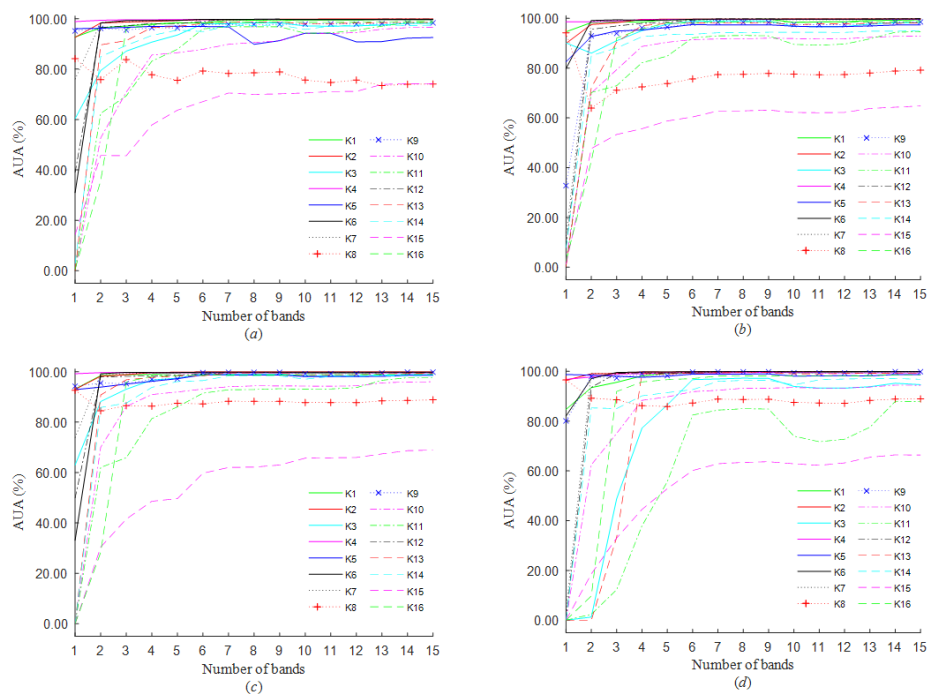 100.00
80.00
60.00
40.00
20.00
0.00
AUA (%)
K1 K9
K2 K10
K3 K11
K4 K12
K5 K13
K6 K14
K7 K15
K8 K16
1 2 3 4 5 6 7 8 9 10 11 12 13 14 15
Number of bands
(a)
100.00
80.00
60.00
40.00
20.00
0.00
AUA (%)
K1 K9
K2 K10
K3 K11
K4 K12
K5 K13
K6 K14
K7 K15
K8 K16
1 2 3 4 5 6 7 8 9 10 11 12 13 14 15
Number of bands
(b)
100.00
80.00
60.00
40.00
20.00
0.00
AUA (%)
K1 K9
K2 K10
K3 K11
K4 K12
K5 K13
K6 K14
K7 K15
K8 K16
1 2 3 4 5 6 7 8 9 10 11 12 13 14 15
Number of bands
(c)
100.00
80.00
60.00
40.00
20.00
0.00
AUA (%)
K1 K9
K2 K10
K3 K11
K4 K12
K5 K13
K6 K14
K7 K15
K8 K16
1 2 3 4 5 6 7 8 9 10 11 12 13 14 15
Number of bands
(d)